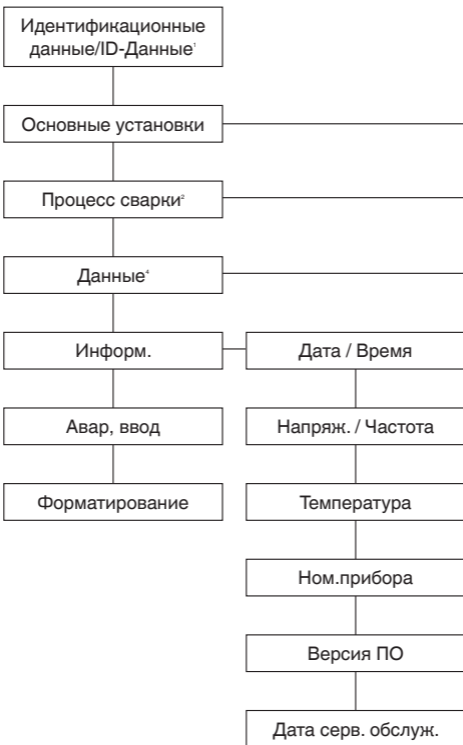 Идентификационные
данные/ID-Данные¹
Основные установки
Процесс сварки²
Данные⁴
Информ.
Дата / Время
Авар, ввод
Напряж. / Частота
Форматирование
Температура
Ном.прибора
Версия ПО
Дата серв. обслуж.